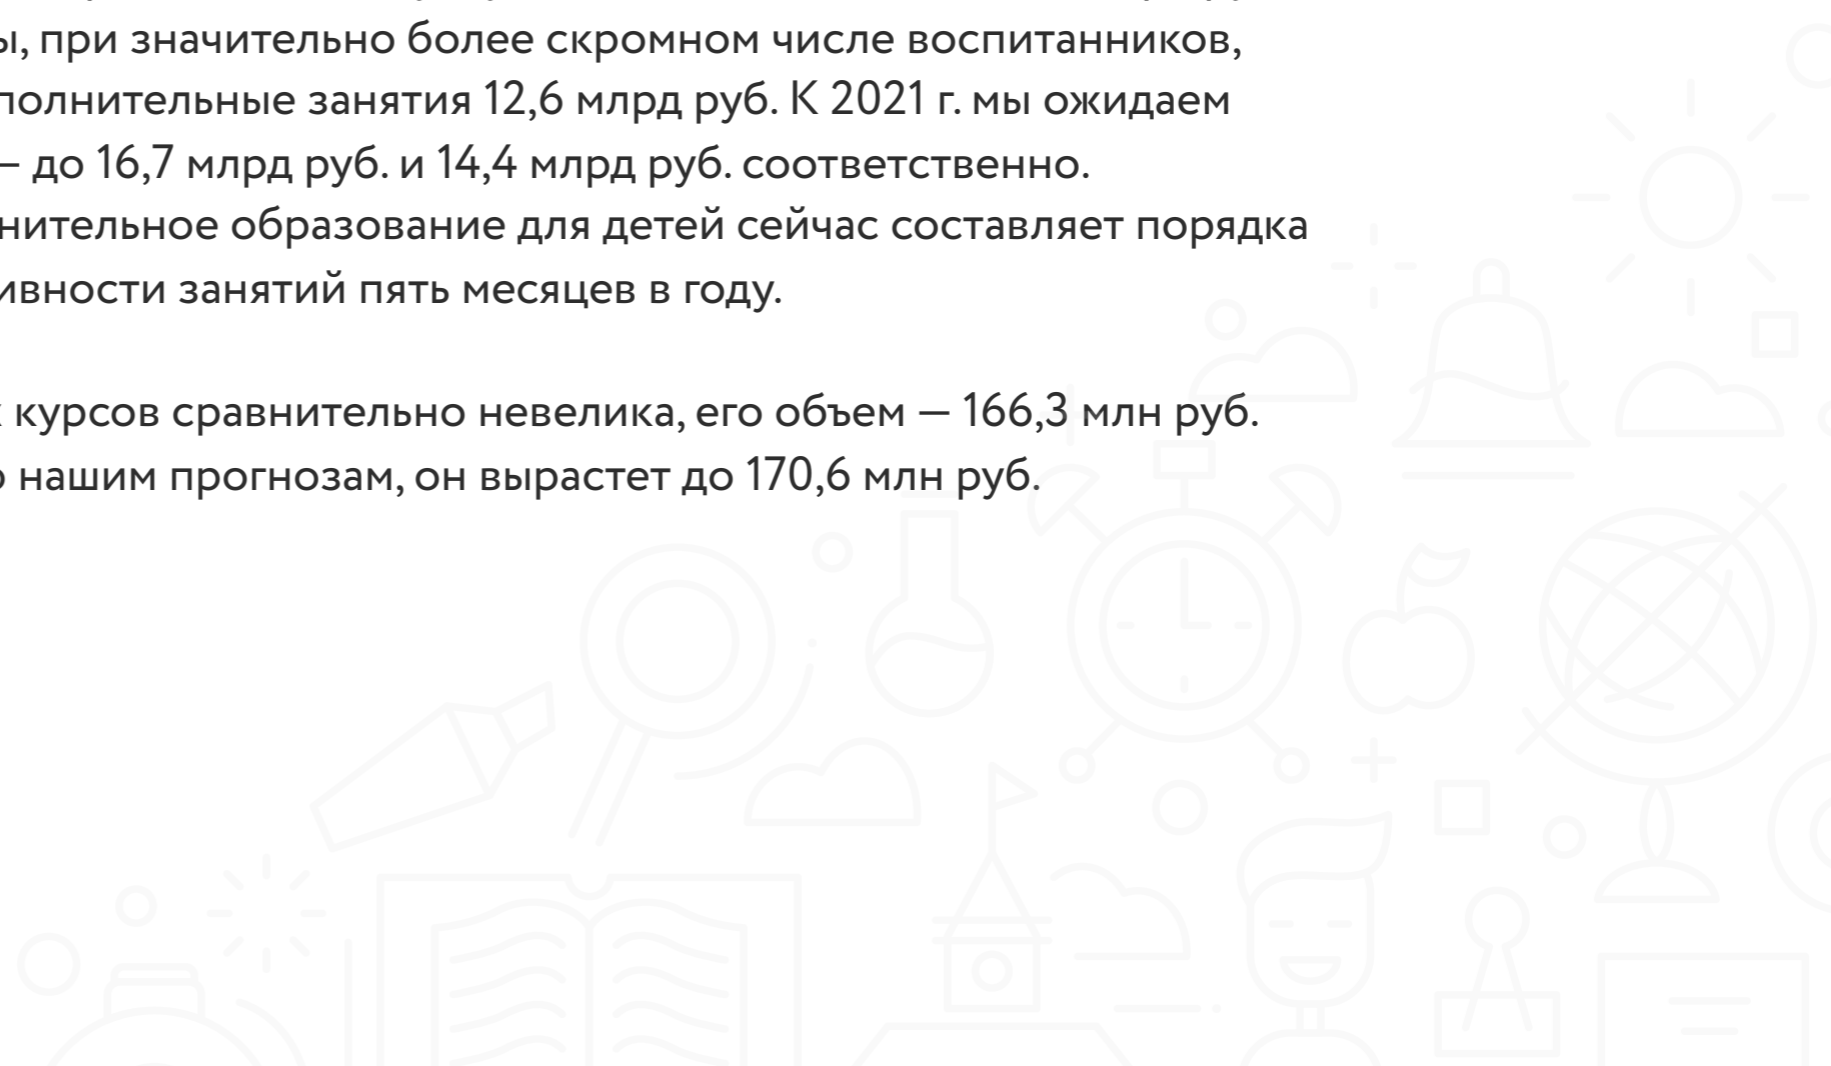 ы, при значительно более скромном числе воспитанников,
полнительные занятия 12,6 млрд руб. К 2021 г. мы ожидаем
– до 16,7 млрд руб. и 14,4 млрд руб. соответственно.
нительное образование для детей сейчас составляет порядка
ивности занятий пять месяцев в году.
х курсов сравнительно невелика, его объем — 166,3 млн руб.
о нашим прогнозам, он вырастет до 170,6 млн руб.